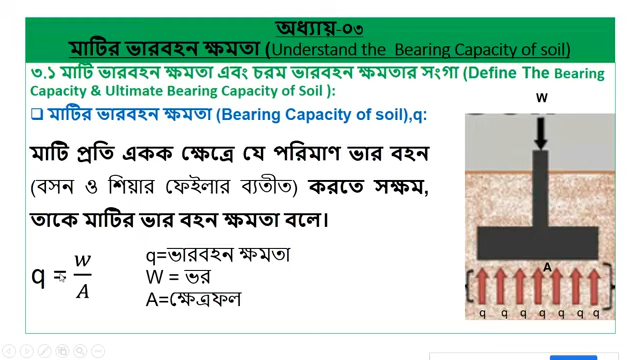 অধ্যায়-০৩
মাটির ভারবহন ক্ষমতা (Understand the Bearing Capacity of soil)
৩.১ মাটি ভারবহন ক্ষমতা এবং চরম ভারবহন ক্ষমতার সংগা (Define The Bearing
Capacity & Ultimate Bearing Capacity of Soil ):
মাটির ভারবহন ক্ষমতা (Bearing Capacity of soil),q:
মাটি প্রতি একক ক্ষেত্রে যে পরিমাণ ভার বহন
(বসন ও শিয়ার ফেইলার ব্যতীত) করতে সক্ষম,
তাকে মাটির ভার বহন ক্ষমতা বলে।
q = w/A
q=ভারবহন ক্ষমতা
W = ভর
A=ক্ষেত্রফল
W
A
q q q q q q q